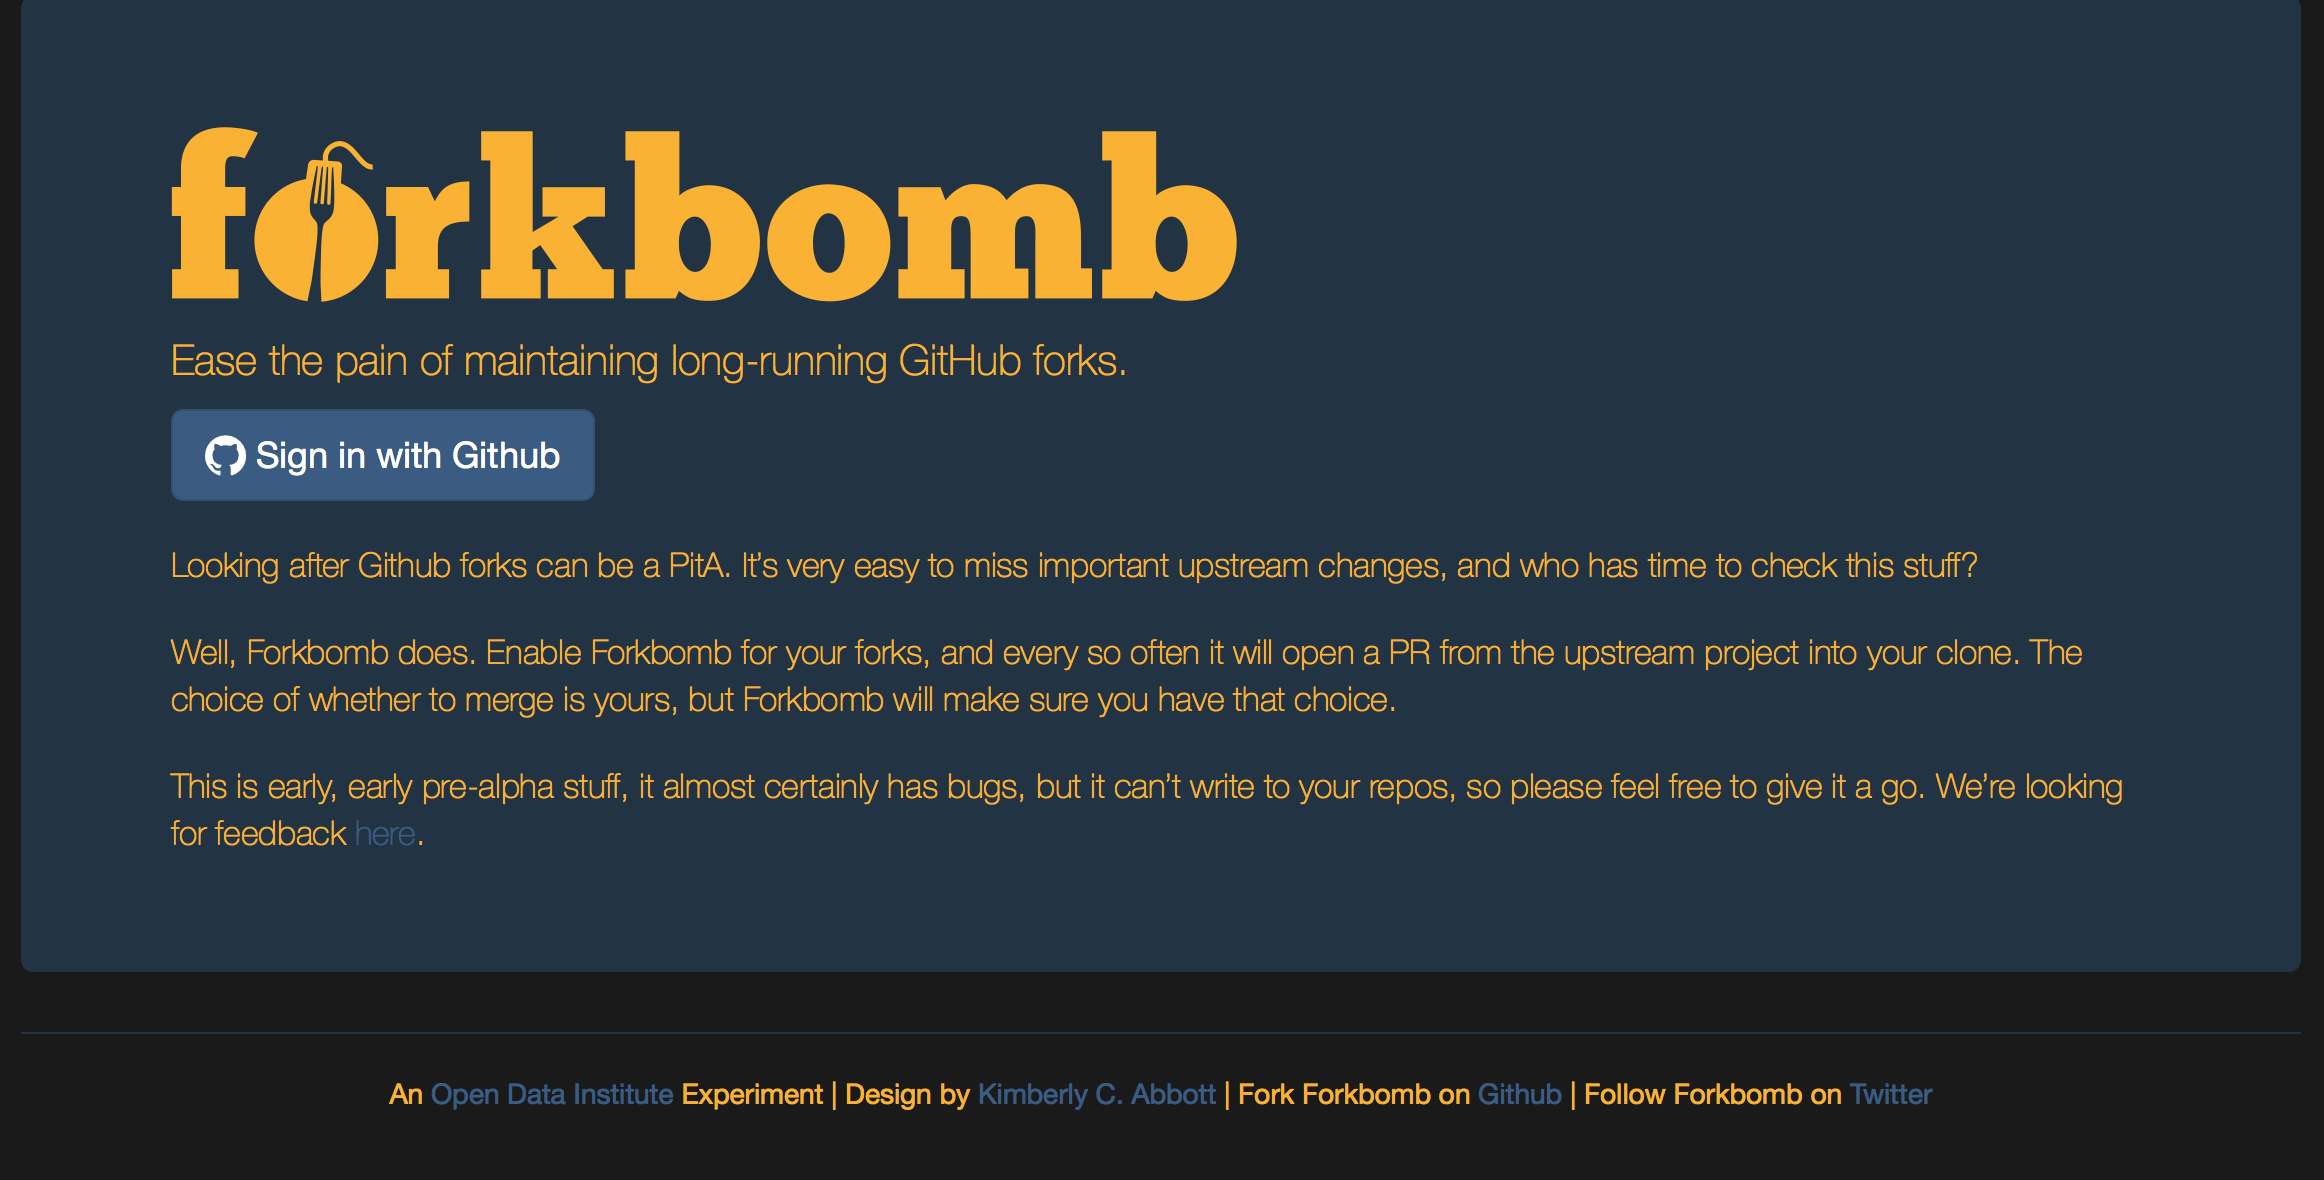 forkbomb
Ease the pain of maintaining long-running GitHub forks.
Sign in with Github
Looking after Github forks can be a PitA. It’s very easy to miss important upstream changes, and who has time to check this stuff?
Well, Forkbomb does. Enable Forkbomb for your forks, and every so often it will open a PR from the upstream project into your clone. The
choice of whether to merge is yours, but Forkbomb will make sure you have that choice.
This is early, early pre-alpha stuff, it almost certainly has bugs, but it can’t write to your repos, so please feel free to give it a go. We’re looking
for feedback here.
An Open Data Institute Experiment | Design by Kimberly C. Abbott | Fork Forkbomb on Github | Follow Forkbomb on Twitter